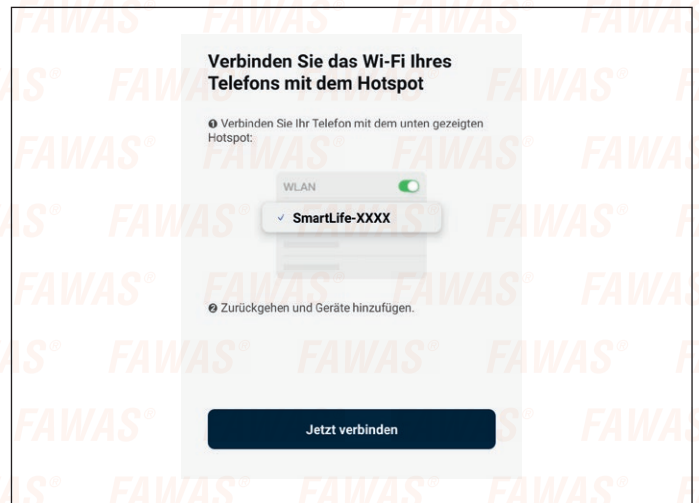 Verbinden Sie das Wi-Fi Ihres
Telefons mit dem Hotspot
❶ Verbinden Sie Ihr Telefon mit dem unten gezeigten
Hotspot:
WLAN
✓ SmartLife-XXXX
❷ Zurückgehen und Geräte hinzufügen.
Jetzt verbinden
FAWAS®